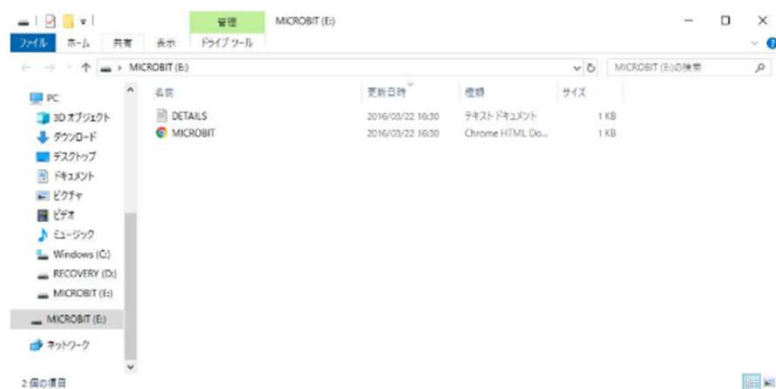 管理 MICROBIT (E:)
ファイル ホーム 共有 表示 ドライブ ツール
MICROBIT (E:) MICROBIT (E:)の検索
名前 更新日時 種類 サイズ
DETAILS 2016/03/22 16:30 テキスト ドキュメント 1 KB
MICROBIT 2016/03/22 16:30 Chrome HTML Do... 1 KB
PC
3D オブジェクト
ダウンロード
デスクトップ
ドキュメント
ピクチャ
ビデオ
ミュージック
Windows (C:)
RECOVERY (D:)
MICROBIT (E:)
MICROBIT (E:)
ネットワーク
2 個の項目